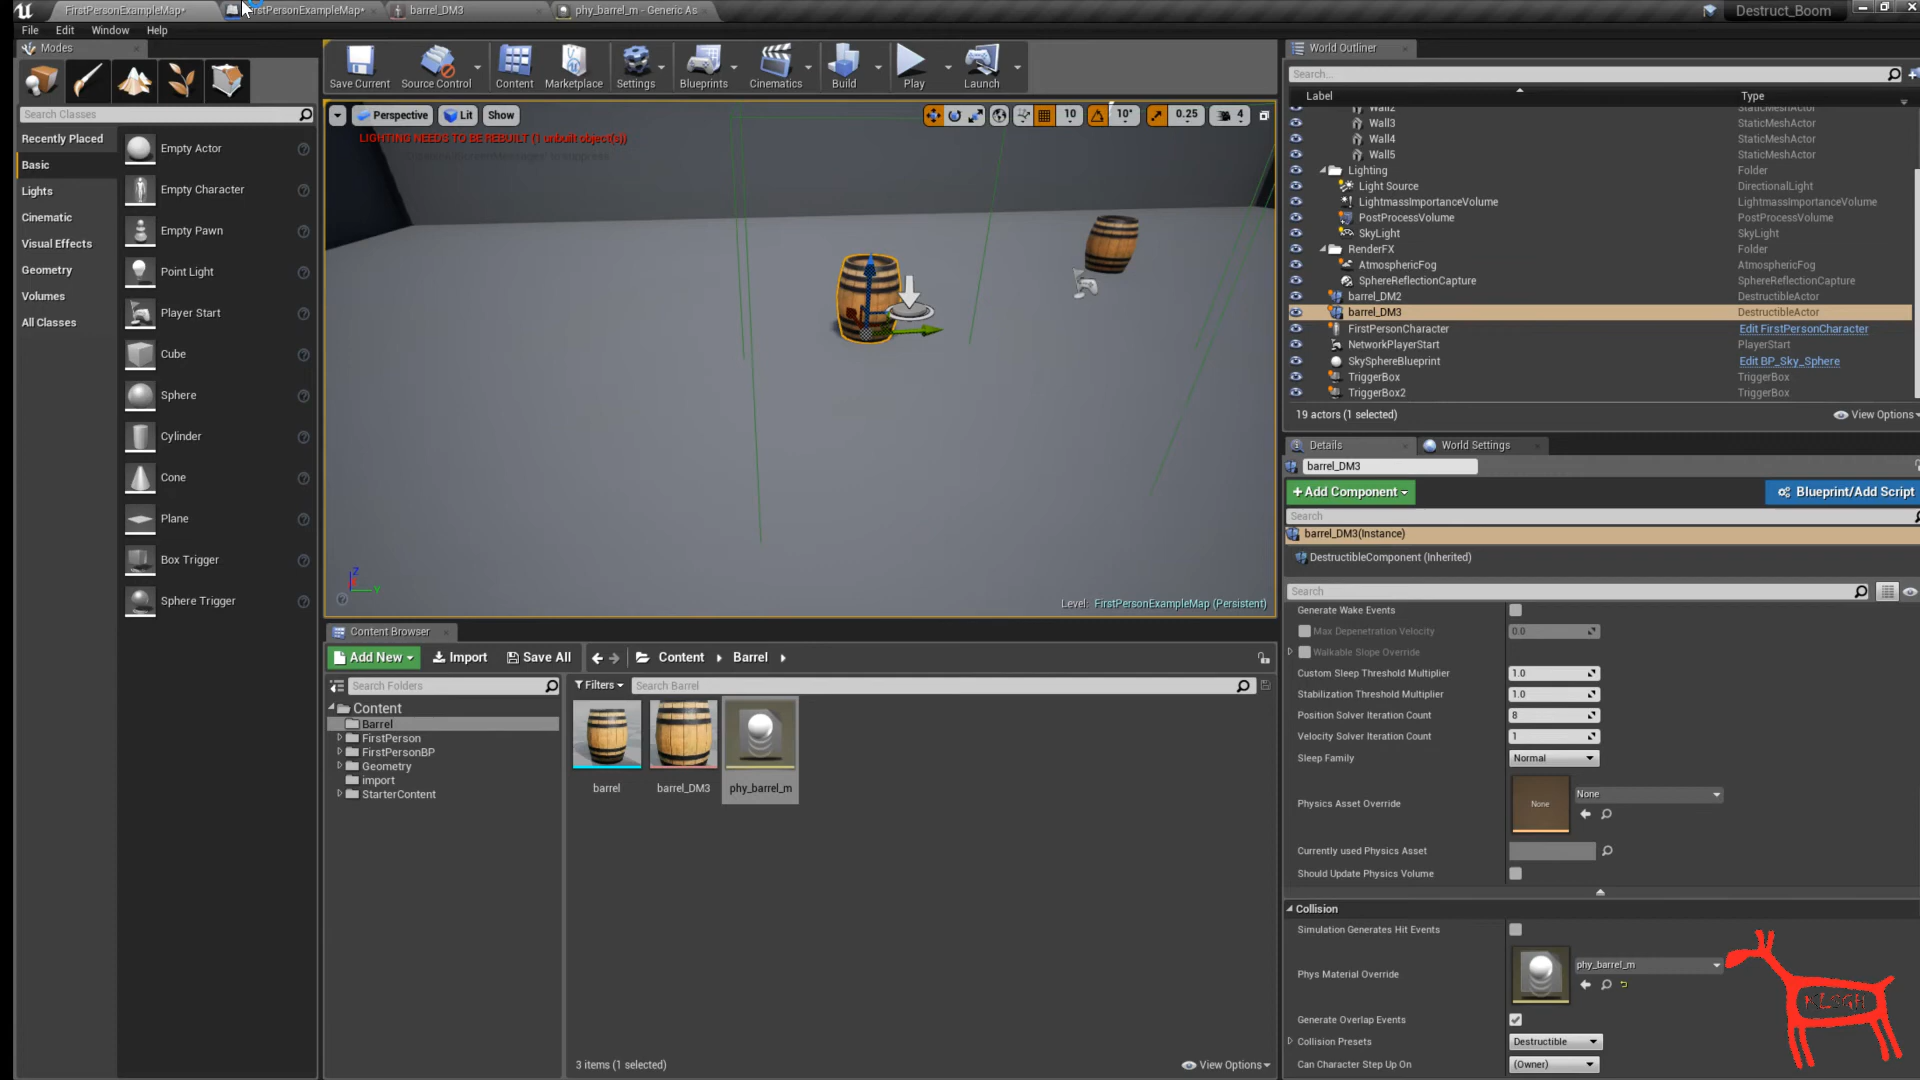 FirstPersonExampleMap*
FirstPersonExampleMap*
barrel_DM3
phy_barrel_m - Generic As
Destruct_Boom
File
Edit
Window
Help
Modes
Search Classes
Recently Placed
Basic
Lights
Cinematic
Visual Effects
Geometry
Volumes
All Classes
Empty Actor
Empty Character
Empty Pawn
Point Light
Player Start
Cube
Sphere
Cylinder
Cone
Plane
Box Trigger
Sphere Trigger
Save Current
Source Control
Content
Marketplace
Settings
Blueprints
Cinematics
Build
Play
Launch
Perspective
Lit
Show
10
10°
0.25
4
LIGHTING NEEDS TO BE REBUILT (1 unbuilt object(s))
Z
Y
Level: FirstPersonExampleMap (Persistent)
Content Browser
Add New
Import
Save All
Content
Barrel
Search Folders
Filters
Search Barrel
Content
Barrel
FirstPerson
FirstPersonBP
Geometry
import
StarterContent
barrel
barrel_DM3
phy_barrel_m
3 items (1 selected)
View Options
World Outliner
Search...
Label
Type
Wall2 StaticMeshActor
Wall3 StaticMeshActor
Wall4 StaticMeshActor
Wall5 StaticMeshActor
Lighting Folder
Light Source DirectionalLight
LightmassImportanceVolume LightmassImportanceVolume
PostProcessVolume PostProcessVolume
SkyLight SkyLight
RenderFX Folder
AtmosphericFog AtmosphericFog
SphereReflectionCapture SphereReflectionCapture
barrel_DM2 DestructibleActor
barrel_DM3 DestructibleActor
FirstPersonCharacter Edit FirstPersonCharacter
NetworkPlayerStart PlayerStart
SkySphereBlueprint Edit BP_Sky_Sphere
TriggerBox TriggerBox
TriggerBox2 TriggerBox
19 actors (1 selected)
View Options
Details
World Settings
barrel_DM3
+Add Component
Blueprint/Add Script
Search
barrel_DM3(Instance)
DestructibleComponent (Inherited)
Search
Generate Wake Events
Max Depenetration Velocity 0.0
Walkable Slope Override
Custom Sleep Threshold Multiplier 1.0
Stabilization Threshold Multiplier 1.0
Position Solver Iteration Count 8
Velocity Solver Iteration Count 1
Sleep Family Normal
Physics Asset Override None None
Currently used Physics Asset
Should Update Physics Volume
Collision
Simulation Generates Hit Events
Phys Material Override phy_barrel_m
Generate Overlap Events
Collision Presets Destructible
Can Character Step Up On (Owner)